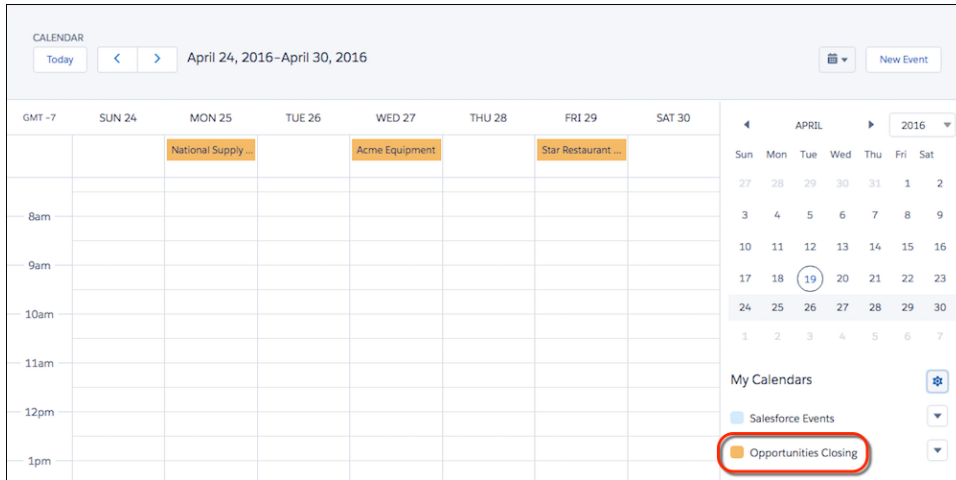 CALENDAR
Today
April 24, 2016–April 30, 2016
New Event
GMT -7 SUN 24 MON 25 TUE 26 WED 27 THU 28 FRI 29 SAT 30
National Supply ... Acme Equipment Star Restaurant ...
8am
9am
10am
11am
12pm
1pm
APRIL 2016
Sun Mon Tue Wed Thu Fri Sat
27 28 29 30 31 1 2
3 4 5 6 7 8 9
10 11 12 13 14 15 16
17 18 19 20 21 22 23
24 25 26 27 28 29 30
1 2 3 4 5 6 7
My Calendars
Salesforce Events
Opportunities Closing